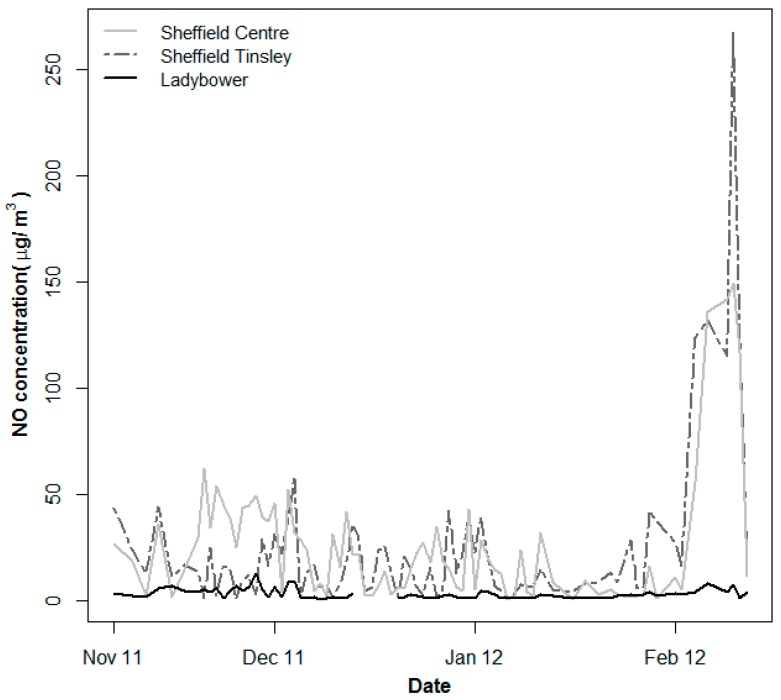 Sheffield Centre
Sheffield Tinsley
Ladybower
NO concentration( μg/ m³ )
250
200
150
100
50
0
Nov 11 Dec 11 Jan 12 Feb 12
Date